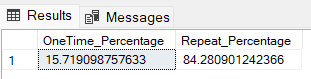 Results Messages
OneTime_Percentage Repeat_Percentage
1 15.719098757633 84.280901242366